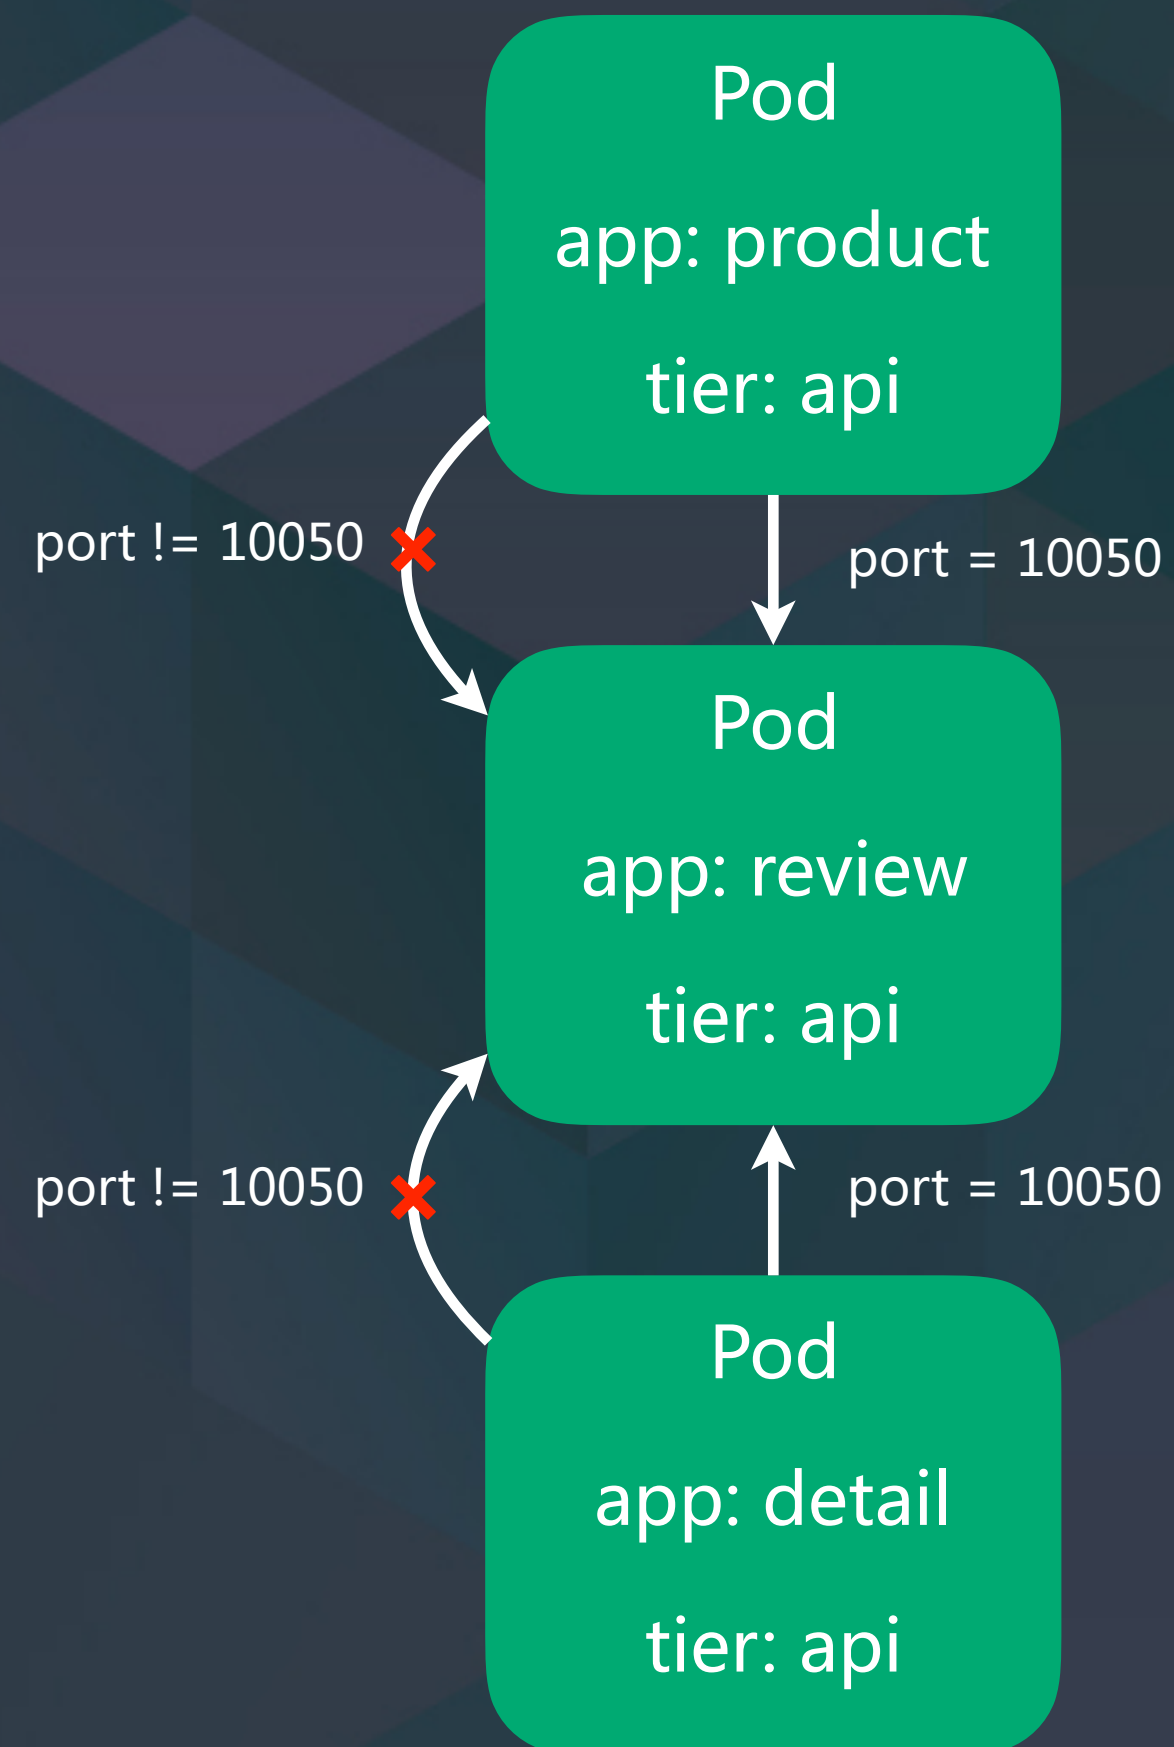 Pod
app: product
tier: api
port != 10050
port = 10050
Pod
app: review
tier: api
port != 10050
port = 10050
Pod
app: detail
tier: api